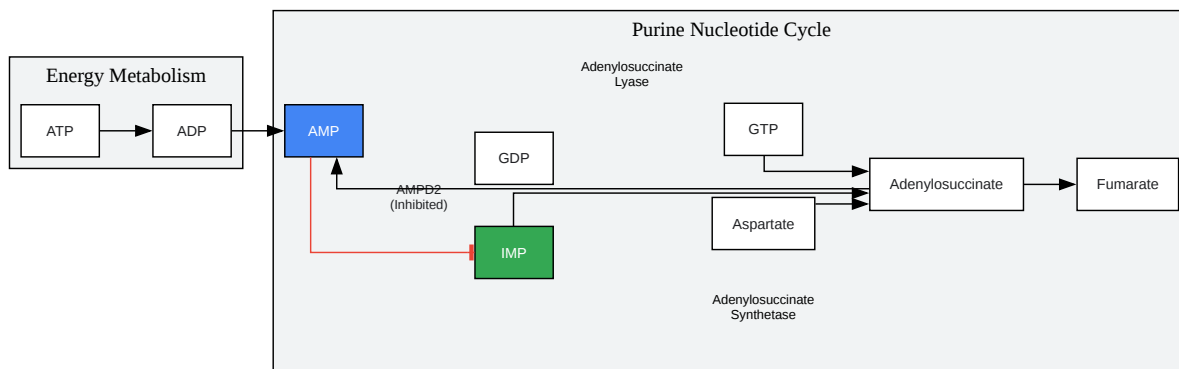 Purine Nucleotide Cycle
Energy Metabolism
Adenylosuccinate
Lyase
ATP
ADP
AMP
GTP
GDP
Adenylosuccinate
Fumarate
AMPD2
(Inhibited)
Aspartate
IMP
Adenylosuccinate
Synthetase